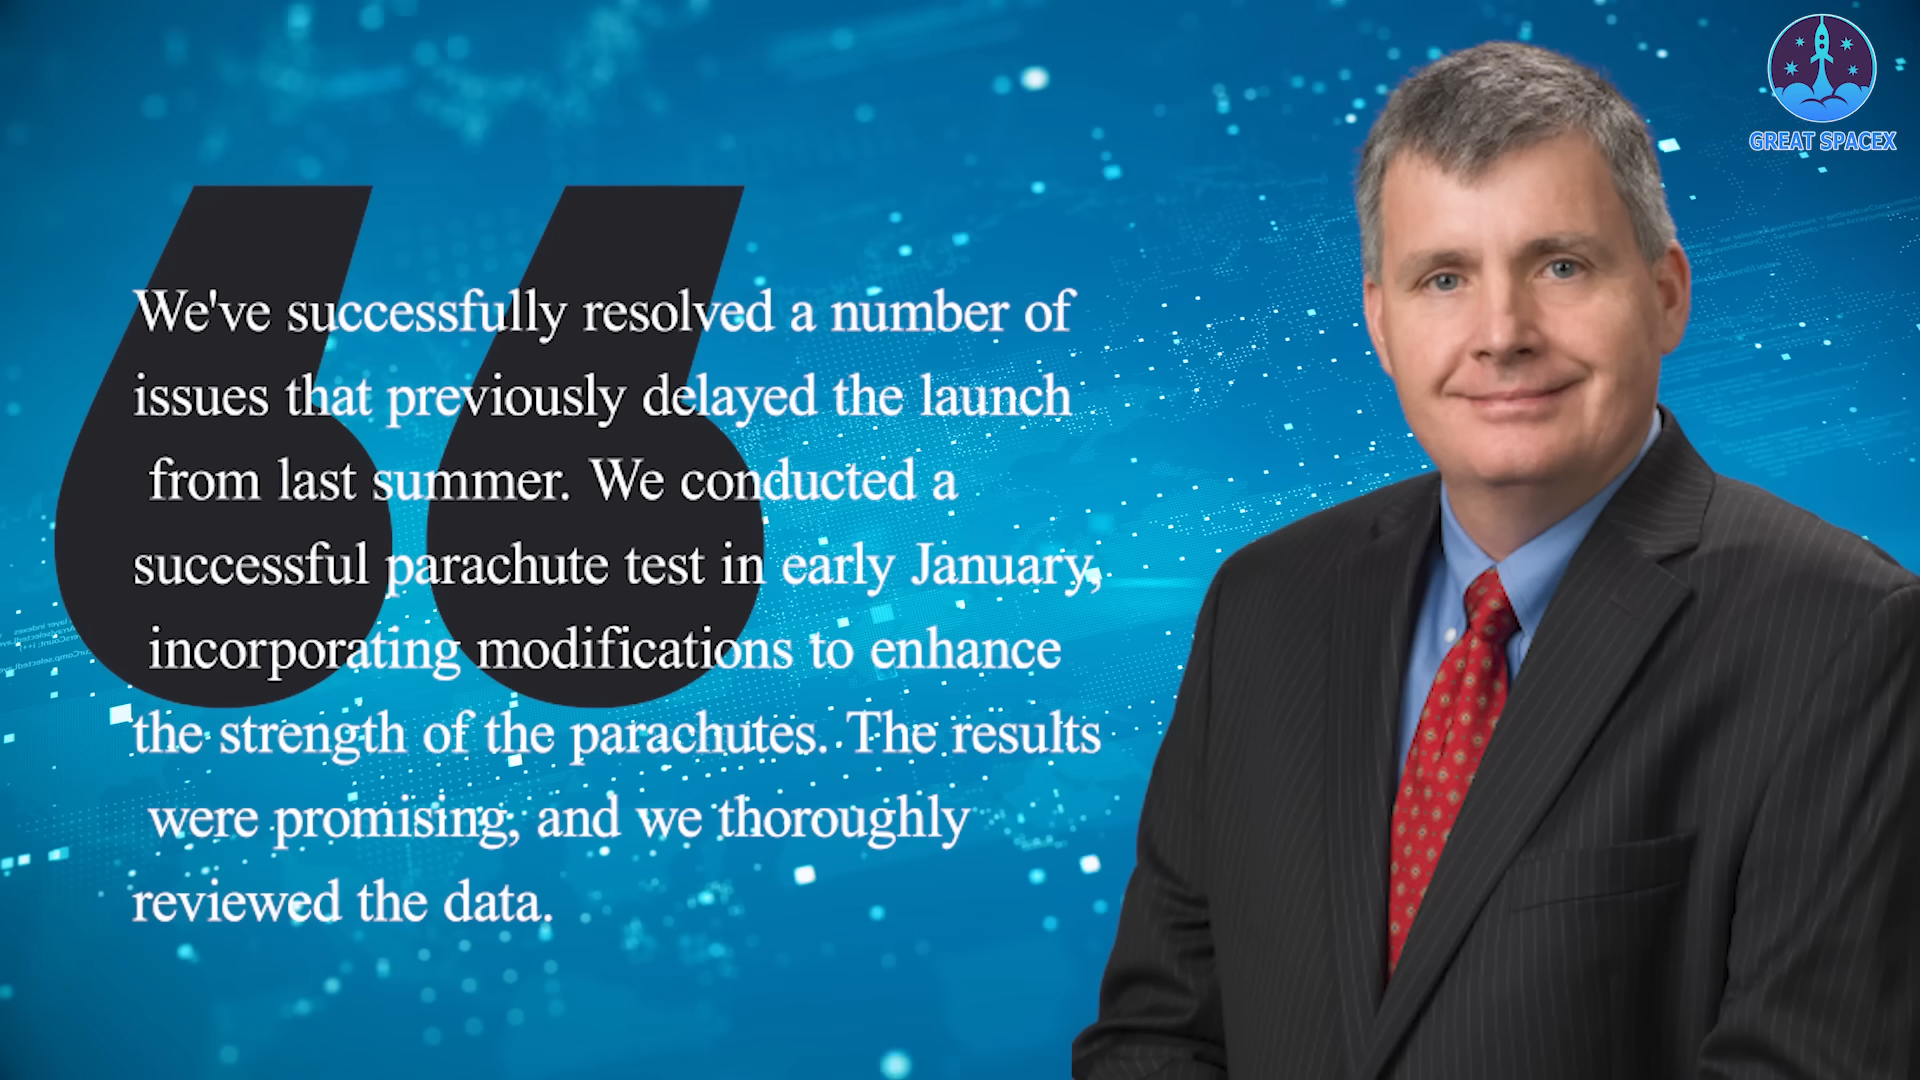 GREAT SPACEX
We've successfully resolved a number of
issues that previously delayed the launch
from last summer. We conducted a
successful parachute test in early January,
incorporating modifications to enhance
the strength of the parachutes. The results
were promising, and we thoroughly
reviewed the data.